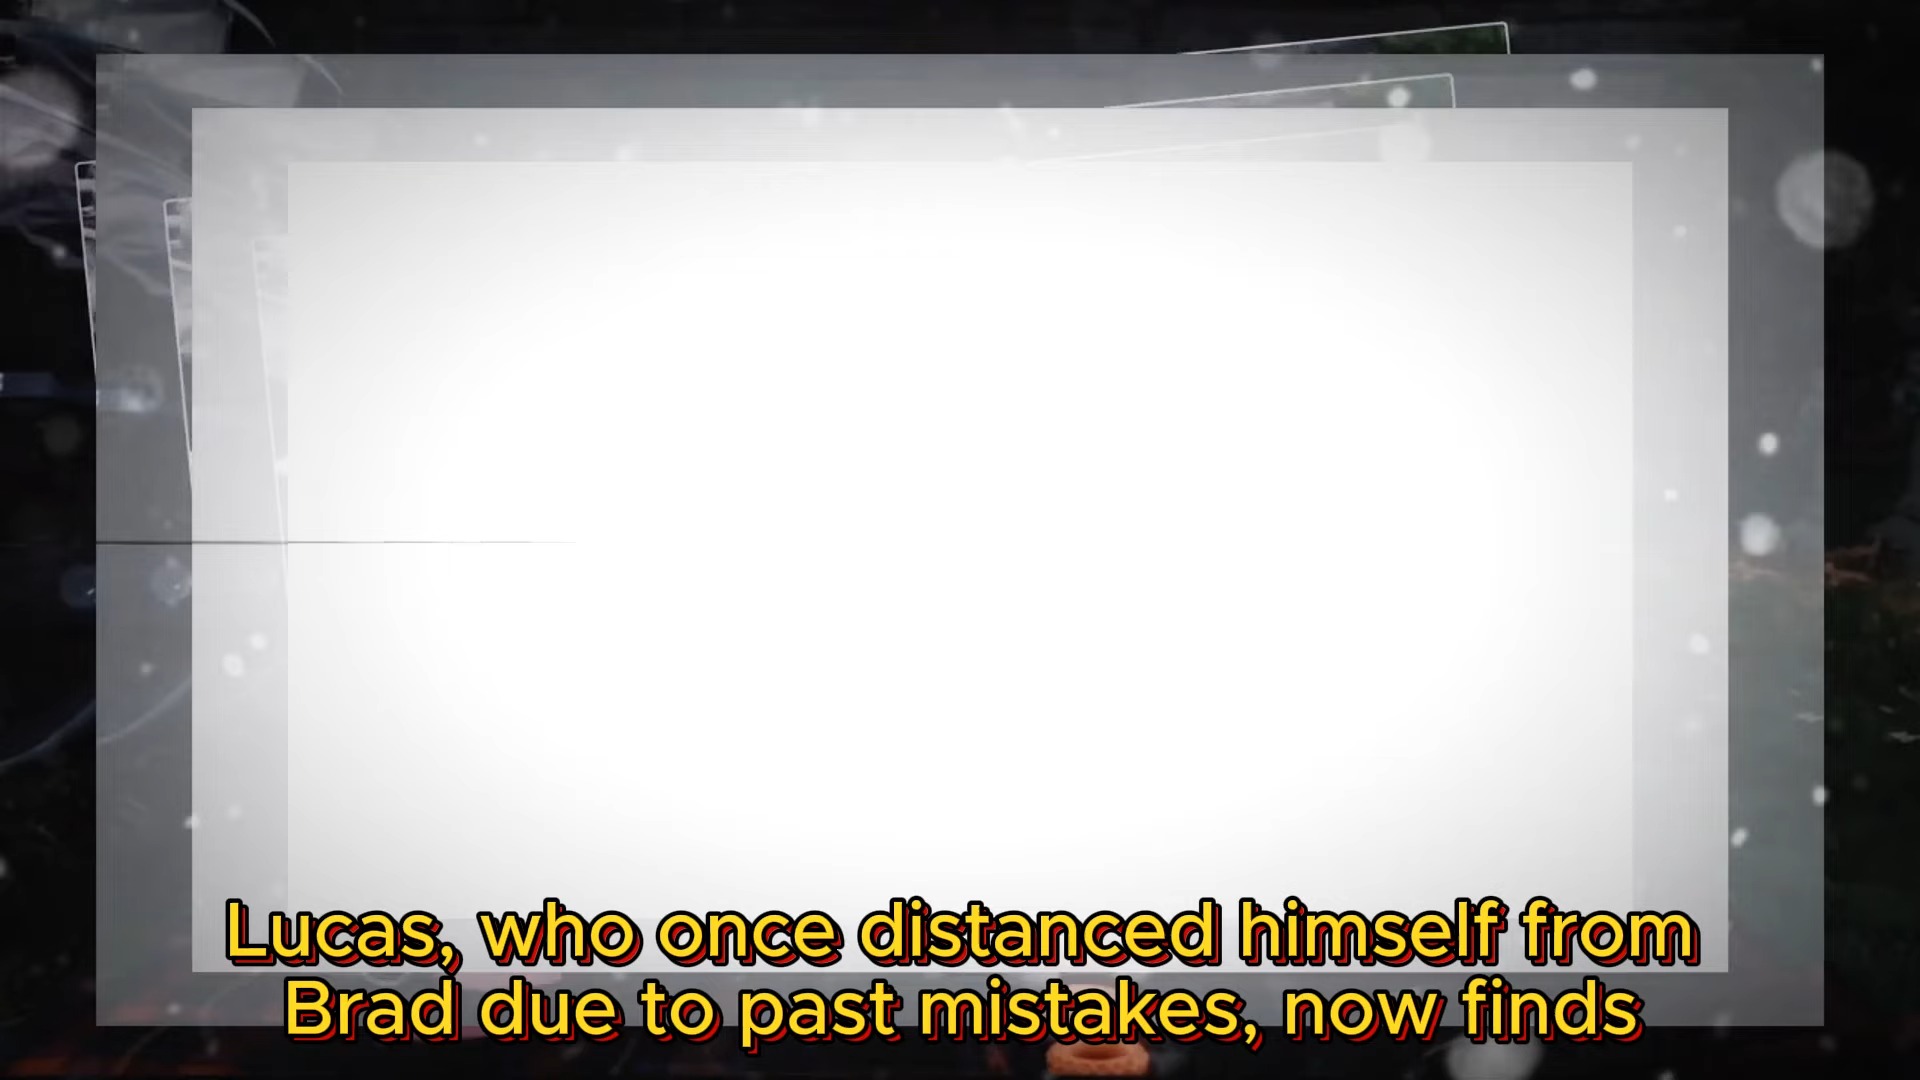 Lucas, who once distanced himself from
Brad due to past mistakes, now finds